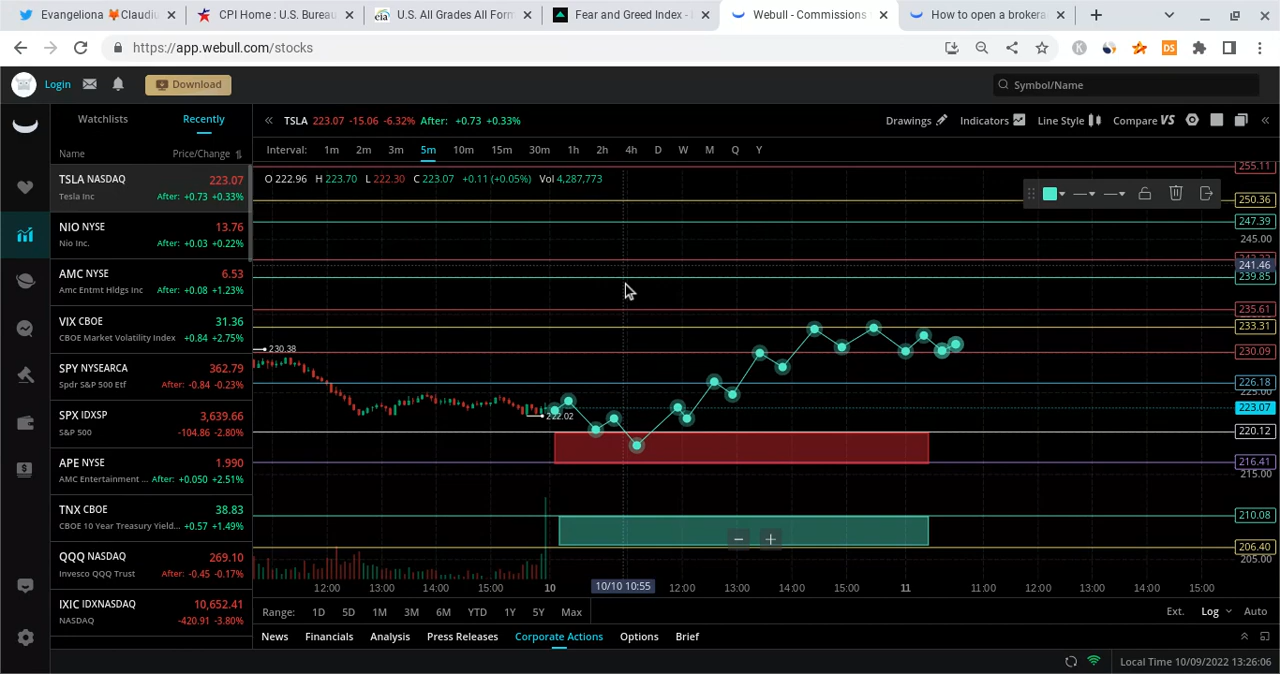 Evangeliona 🦊Claudiu
CPI Home : U.S. Bureau
U.S. All Grades All Form
Fear and Greed Index -
Webull - Commissions
How to open a brokera
https://app.webull.com/stocks
Login
Download
Symbol/Name
Watchlists
Recently
TSLA 223.07 -15.06 -6.32% After: +0.73 +0.33%
Drawings
Indicators
Line Style
Compare VS
Name
Price/Change
Interval: 1m 2m 3m 5m 10m 15m 30m 1h 2h 4h D W M Q Y
O 222.96 H 223.70 L 222.30 C 223.07 +0.11 (+0.05%) Vol 4,287,773
TSLA NASDAQ 223.07
Tesla Inc After: +0.73 +0.33%
NIO NYSE 13.76
Nio Inc. After: +0.03 +0.22%
AMC NYSE 6.53
Amc Entmt Hldgs Inc After: +0.08 +1.23%
VIX CBOE 31.36
CBOE Market Volatility Index +0.84 +2.75%
SPY NYSEARCA 362.79
Spdr S&P 500 Etf After: -0.84 -0.23%
SPX IDXSP 3,639.66
S&P 500 -104.86 -2.80%
APE NYSE 1.990
AMC Entertainment ... After: +0.050 +2.51%
TNX CBOE 38.83
CBOE 10 Year Treasury Yield... +0.57 +1.49%
QQQ NASDAQ 269.10
Invesco QQQ Trust After: -0.45 -0.17%
IXIC IDXNASDAQ 10,652.41
NASDAQ -420.91 -3.80%
255.11
250.36
247.39
245.00
241.46
239.85
235.61
233.31
230.09
226.18
225.00
223.07
220.12
216.41
215.00
210.08
206.40
205.00
230.38
222.02
12:00 13:00 14:00 15:00 10 10/10 10:55 12:00 13:00 14:00 15:00 11 11:00 12:00 13:00 14:00 15:00
Range: 1D 5D 1M 3M 6M YTD 1Y 5Y Max
Ext. Log Auto
News Financials Analysis Press Releases Corporate Actions Options Brief
Local Time 10/09/2022 13:26:06